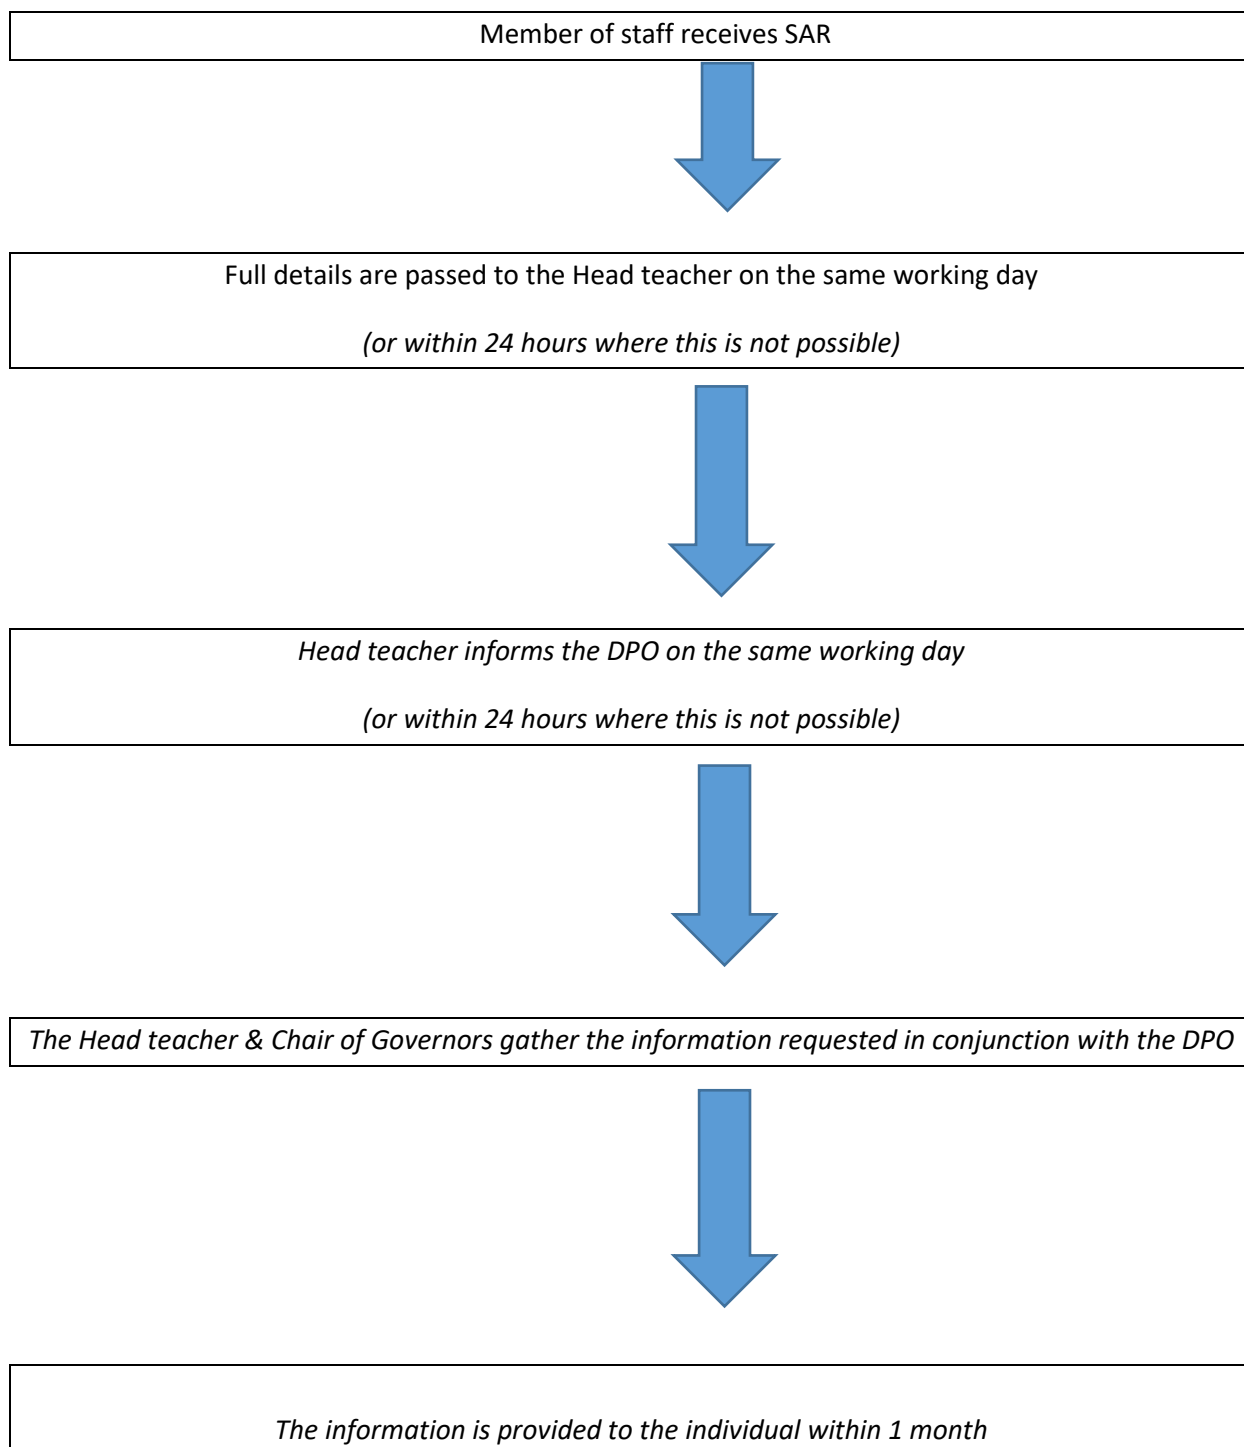 Member of staff receives SAR
Full details are passed to the Head teacher on the same working day
(or within 24 hours where this is not possible)
Head teacher informs the DPO on the same working day
(or within 24 hours where this is not possible)
The Head teacher & Chair of Governors gather the information requested in conjunction with the DPO
The information is provided to the individual within 1 month